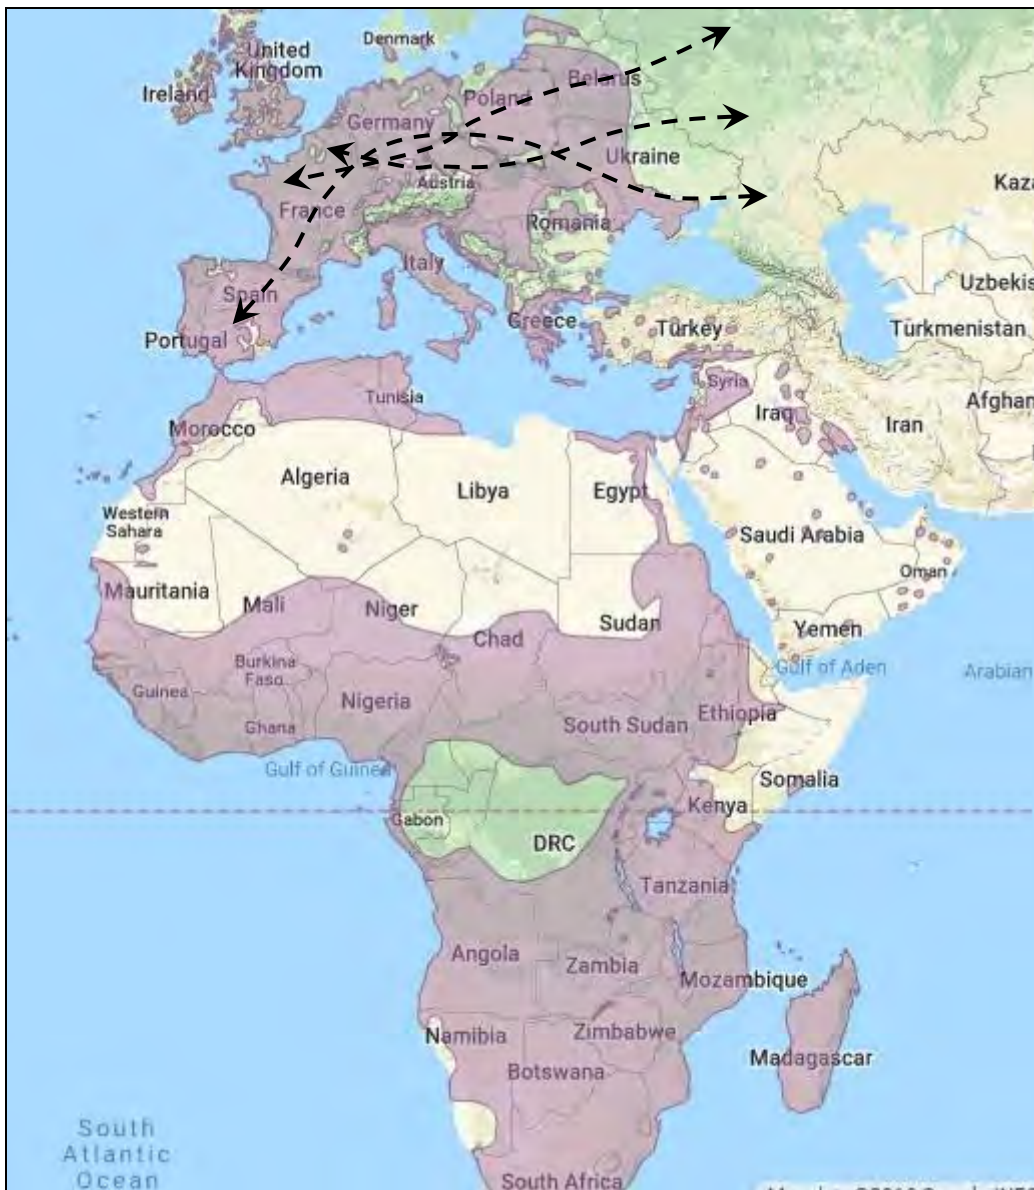 Denmark
United
Kingdom
Ireland
Belarus
Poland
Germany
Ukraine
Austria
Kaza
France
Romania
Italy
Uzbekis
Spain
Greece
Turkey
Türkmenistan
Portugal
Syria
Tunisia
Afghan
Iraq
Iran
Morocco
Algeria
Libya
Egypt
Western
Sahara
Saudi Arabia
Oman
Mauritania
Mali
Niger
Sudan
Yemen
Chad
Burkina
Faso
Gulf of Aden
Arabian
Guinea
Nigeria
Ethiopia
South Sudan
Ghana
Gulf of Guinea
Somalia
Kenya
Gabon
DRC
Tanzania
Angola
Zambia
Mozambique
Namibia
Zimbabwe
Madagascar
Botswana
South
Atlantic
Ocean
South Africa